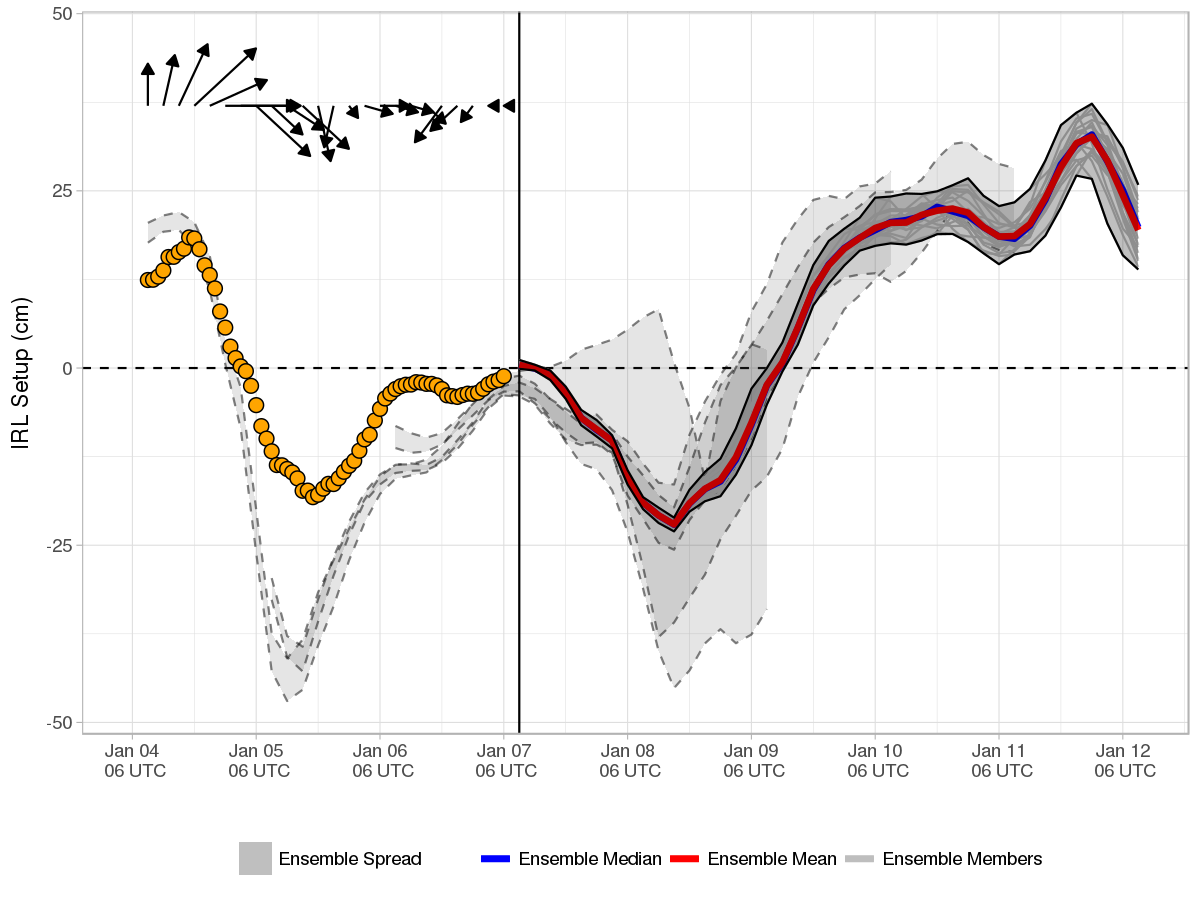 50
25
0
-25
-50
IRL Setup (cm)
Jan 04 Jan 05 Jan 06 Jan 07 Jan 08 Jan 09 Jan 10 Jan 11 Jan 12
06 UTC 06 UTC 06 UTC 06 UTC 06 UTC 06 UTC 06 UTC 06 UTC 06 UTC
Ensemble Spread Ensemble Median Ensemble Mean Ensemble Members